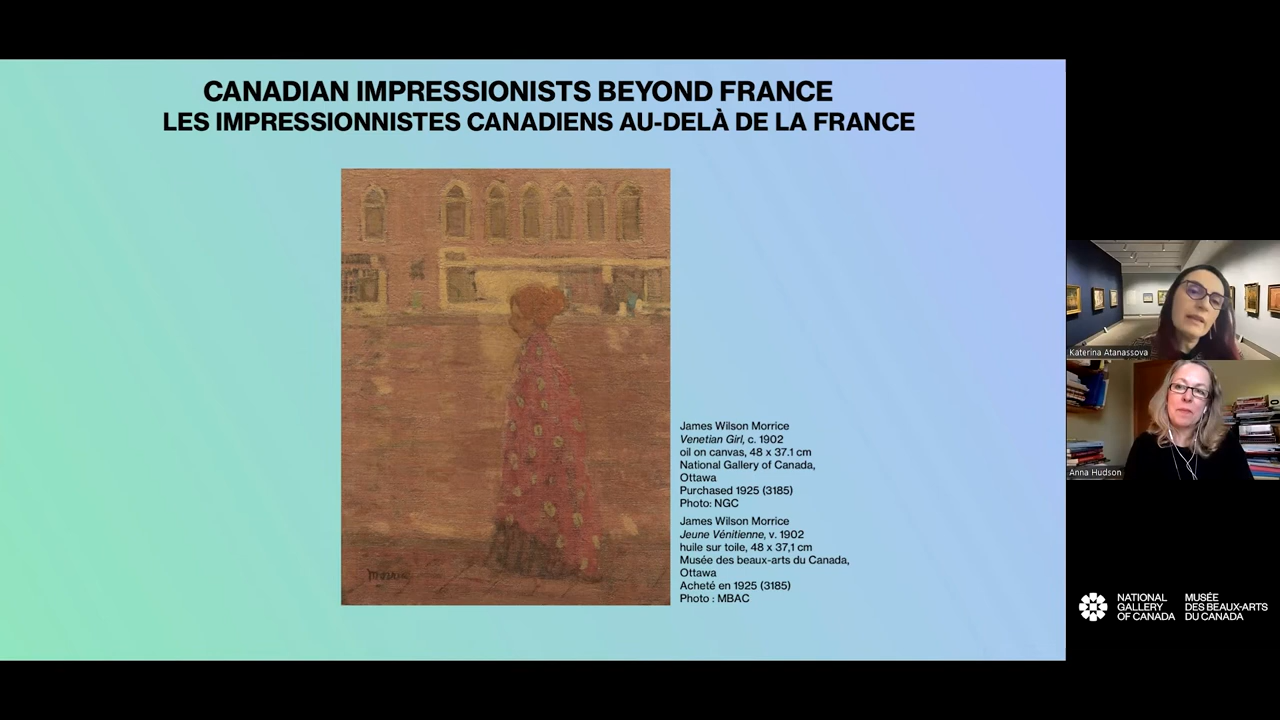 CANADIAN IMPRESSIONISTS BEYOND FRANCE
LES IMPRESSIONNISTES CANADIENS AU-DELÀ DE LA FRANCE
James Wilson Morrice
Venetian Girl, c. 1902
oil on canvas, 48 x 37.1 cm
National Gallery of Canada,
Ottawa
Purchased 1925 (3185)
Photo: NGC
James Wilson Morrice
Jeune Vénitienne, v. 1902
huile sur toile, 48 x 37,1 cm
Musée des beaux-arts du Canada,
Ottawa
Acheté en 1925 (3185)
Photo : MBAC
Katerina Atanassova
Anna Hudson
NATIONAL
GALLERY
OF CANADA
MUSÉE
DES BEAUX-ARTS
DU CANADA